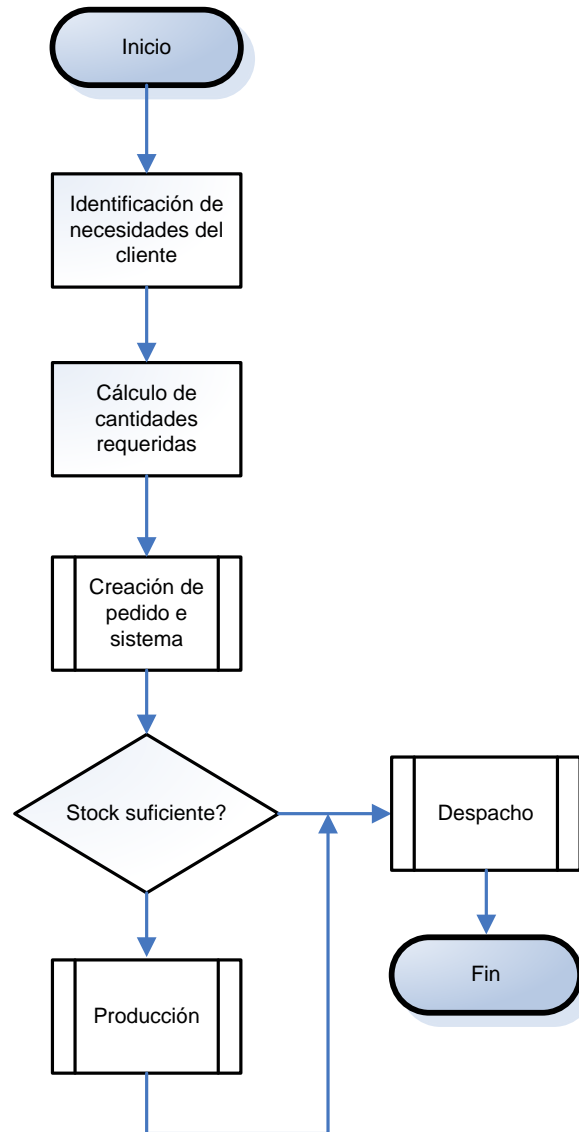 Inicio
Identificación de
necesidades del
cliente
Cálculo de
cantidades
requeridas
Creación de
pedido e
sistema
Stock suficiente?
Despacho
Producción
Fin